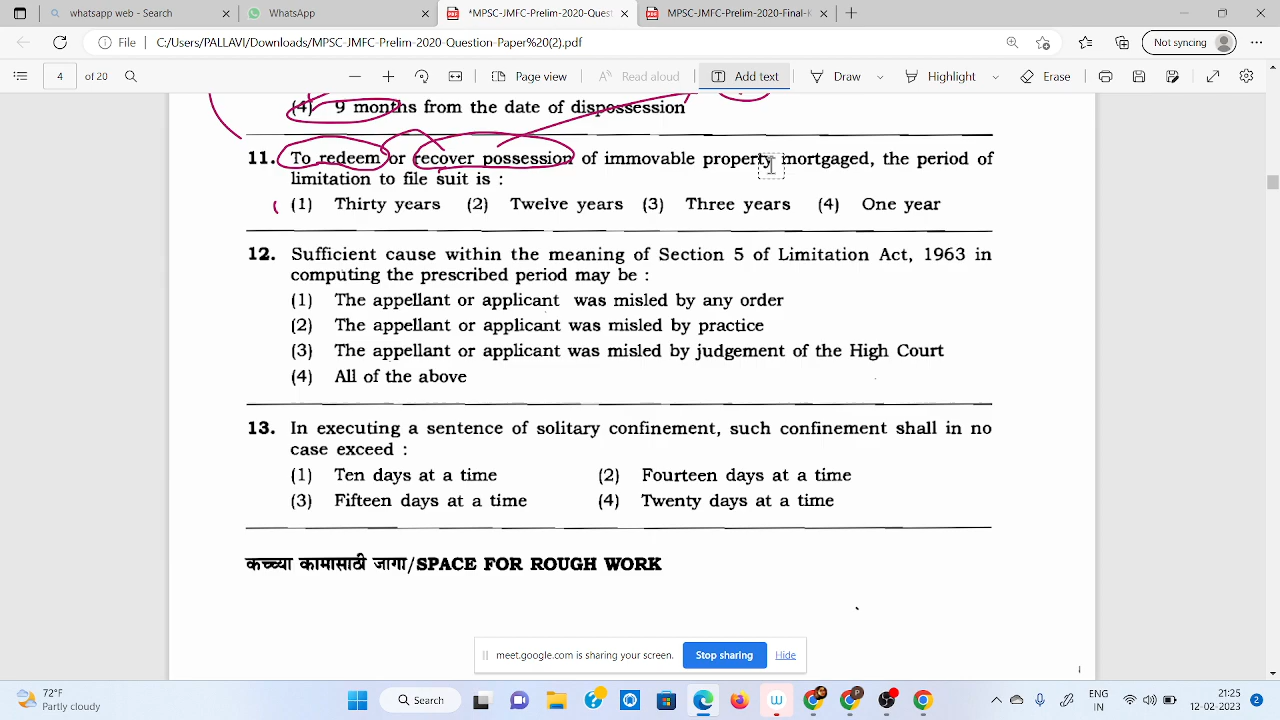 whatsapp web - Search
WhatsApp
*MPSC-JMFC-Prelim-2020-Questio
MPSC-JMFC-Prelim-2020-Final-K
File
C:/Users/PALLAVI/Downloads/MPSC-JMFC-Prelim-2020-Question-Paper%20(2).pdf
Not syncing
4 of 20
Page view
Read aloud
Add text
Draw
Highlight
Erase
(4) 9 months from the date of dispossession
11. To redeem or recover possession of immovable property mortgaged, the period of
limitation to file suit is :
(1) Thirty years (2) Twelve years (3) Three years (4) One year
12. Sufficient cause within the meaning of Section 5 of Limitation Act, 1963 in
computing the prescribed period may be :
(1) The appellant or applicant was misled by any order
(2) The appellant or applicant was misled by practice
(3) The appellant or applicant was misled by judgement of the High Court
(4) All of the above
13. In executing a sentence of solitary confinement, such confinement shall in no
case exceed :
(1) Ten days at a time (2) Fourteen days at a time
(3) Fifteen days at a time (4) Twenty days at a time
कच्च्या कामासाठी जागा/SPACE FOR ROUGH WORK
meet.google.com is sharing your screen. Stop sharing Hide
72°F
Partly cloudy
Search
ENG
IN
21:25
12-02-2023
2